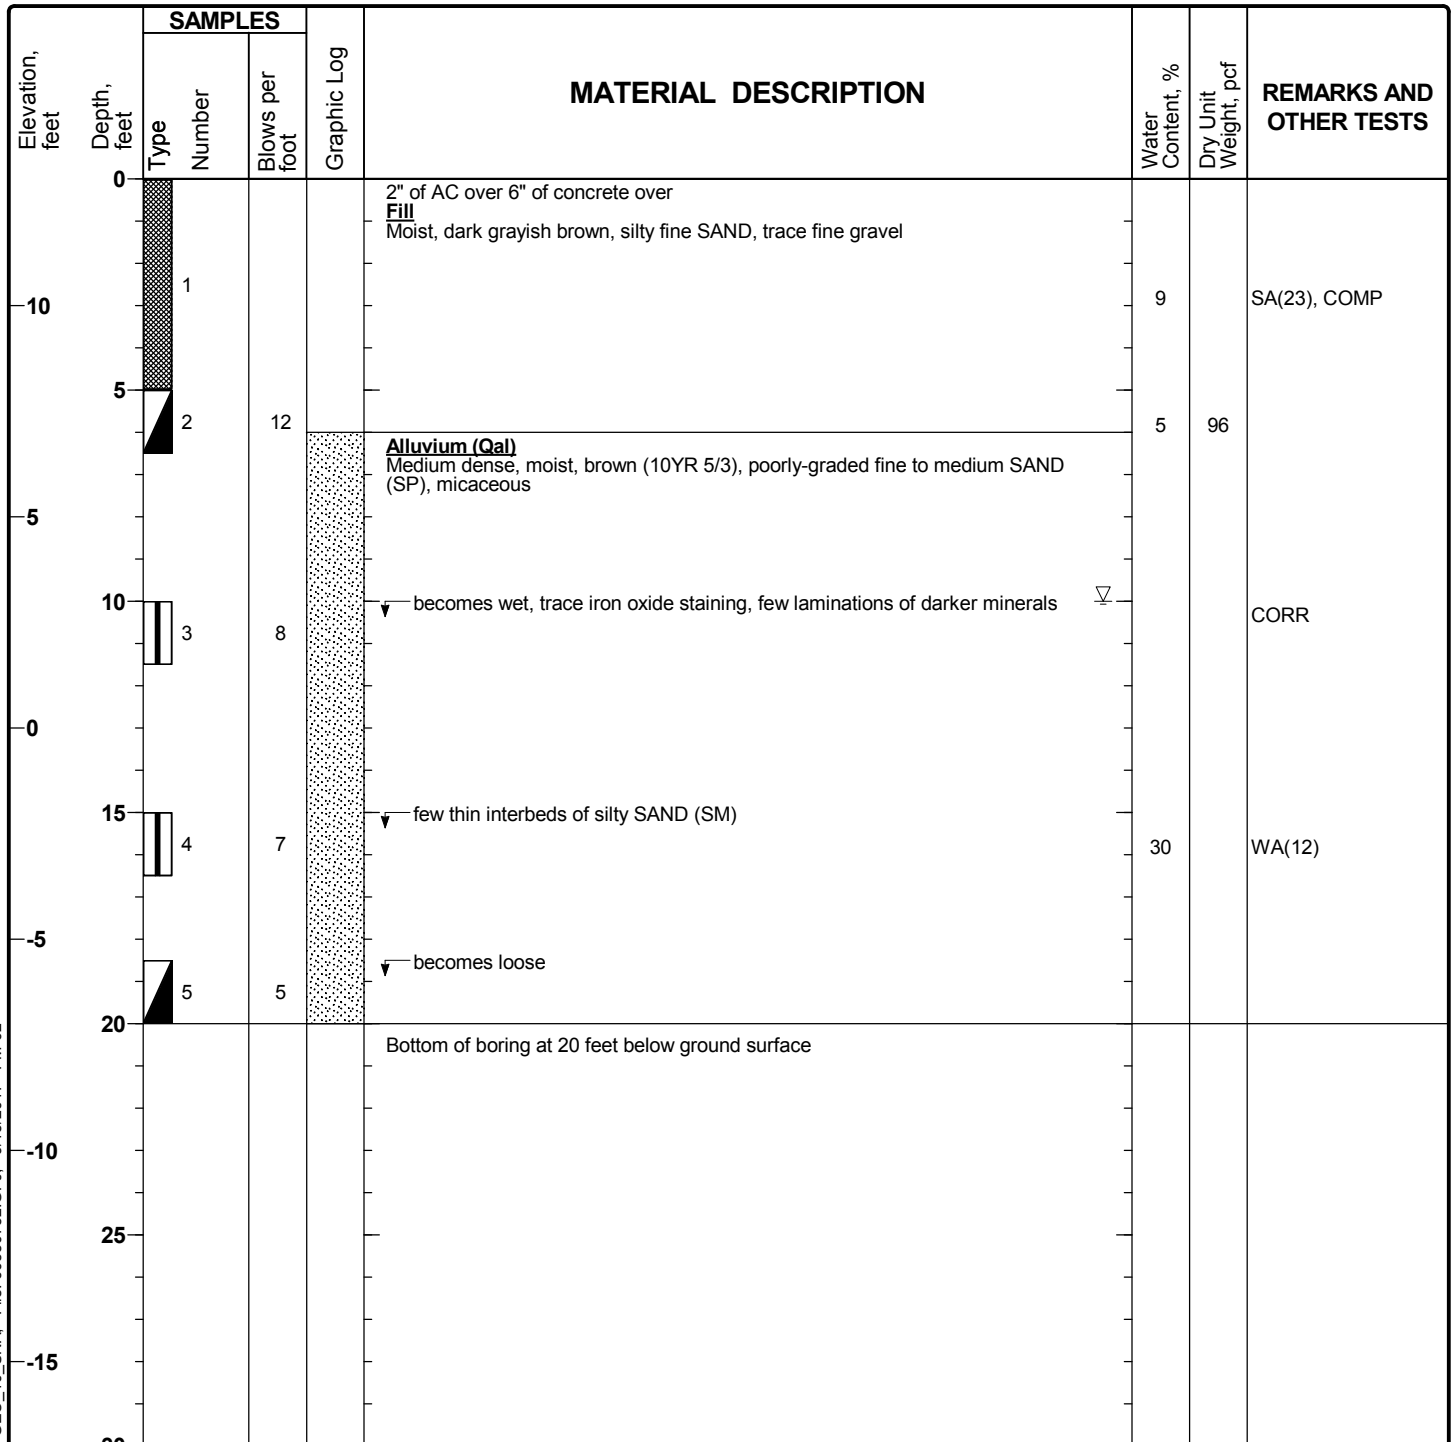 SAMPLES
Elevation, feet
Depth, feet
Type
Number
Blows per foot
Graphic Log
MATERIAL DESCRIPTION
Water Content, %
Dry Unit Weight, pcf
REMARKS AND
OTHER TESTS
0
2" of AC over 6" of concrete over
Fill
Moist, dark grayish brown, silty fine SAND, trace fine gravel
1
10
9
SA(23), COMP
5
2
12
5
96
Alluvium (Qal)
Medium dense, moist, brown (10YR 5/3), poorly-graded fine to medium SAND
(SP), micaceous
5
10
becomes wet, trace iron oxide staining, few laminations of darker minerals
CORR
3
8
0
15
few thin interbeds of silty SAND (SM)
4
7
30
WA(12)
-5
becomes loose
5
5
20
Bottom of boring at 20 feet below ground surface
-10
25
-15